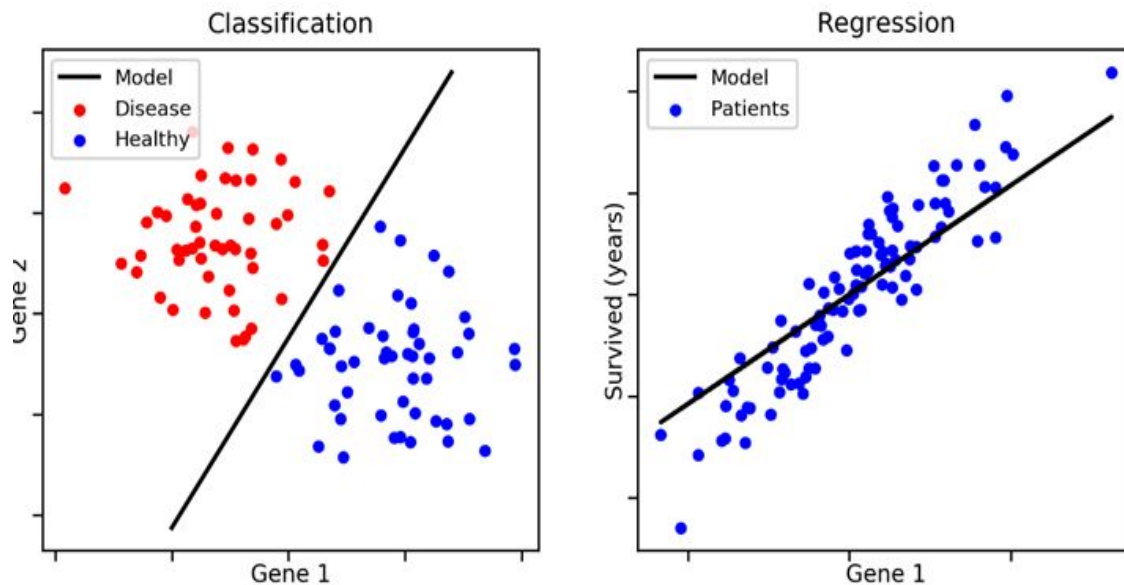 Classification
Model
Disease
Healthy
Gene 2
Gene 1
Regression
Model
Patients
Survived (years)
Gene 1